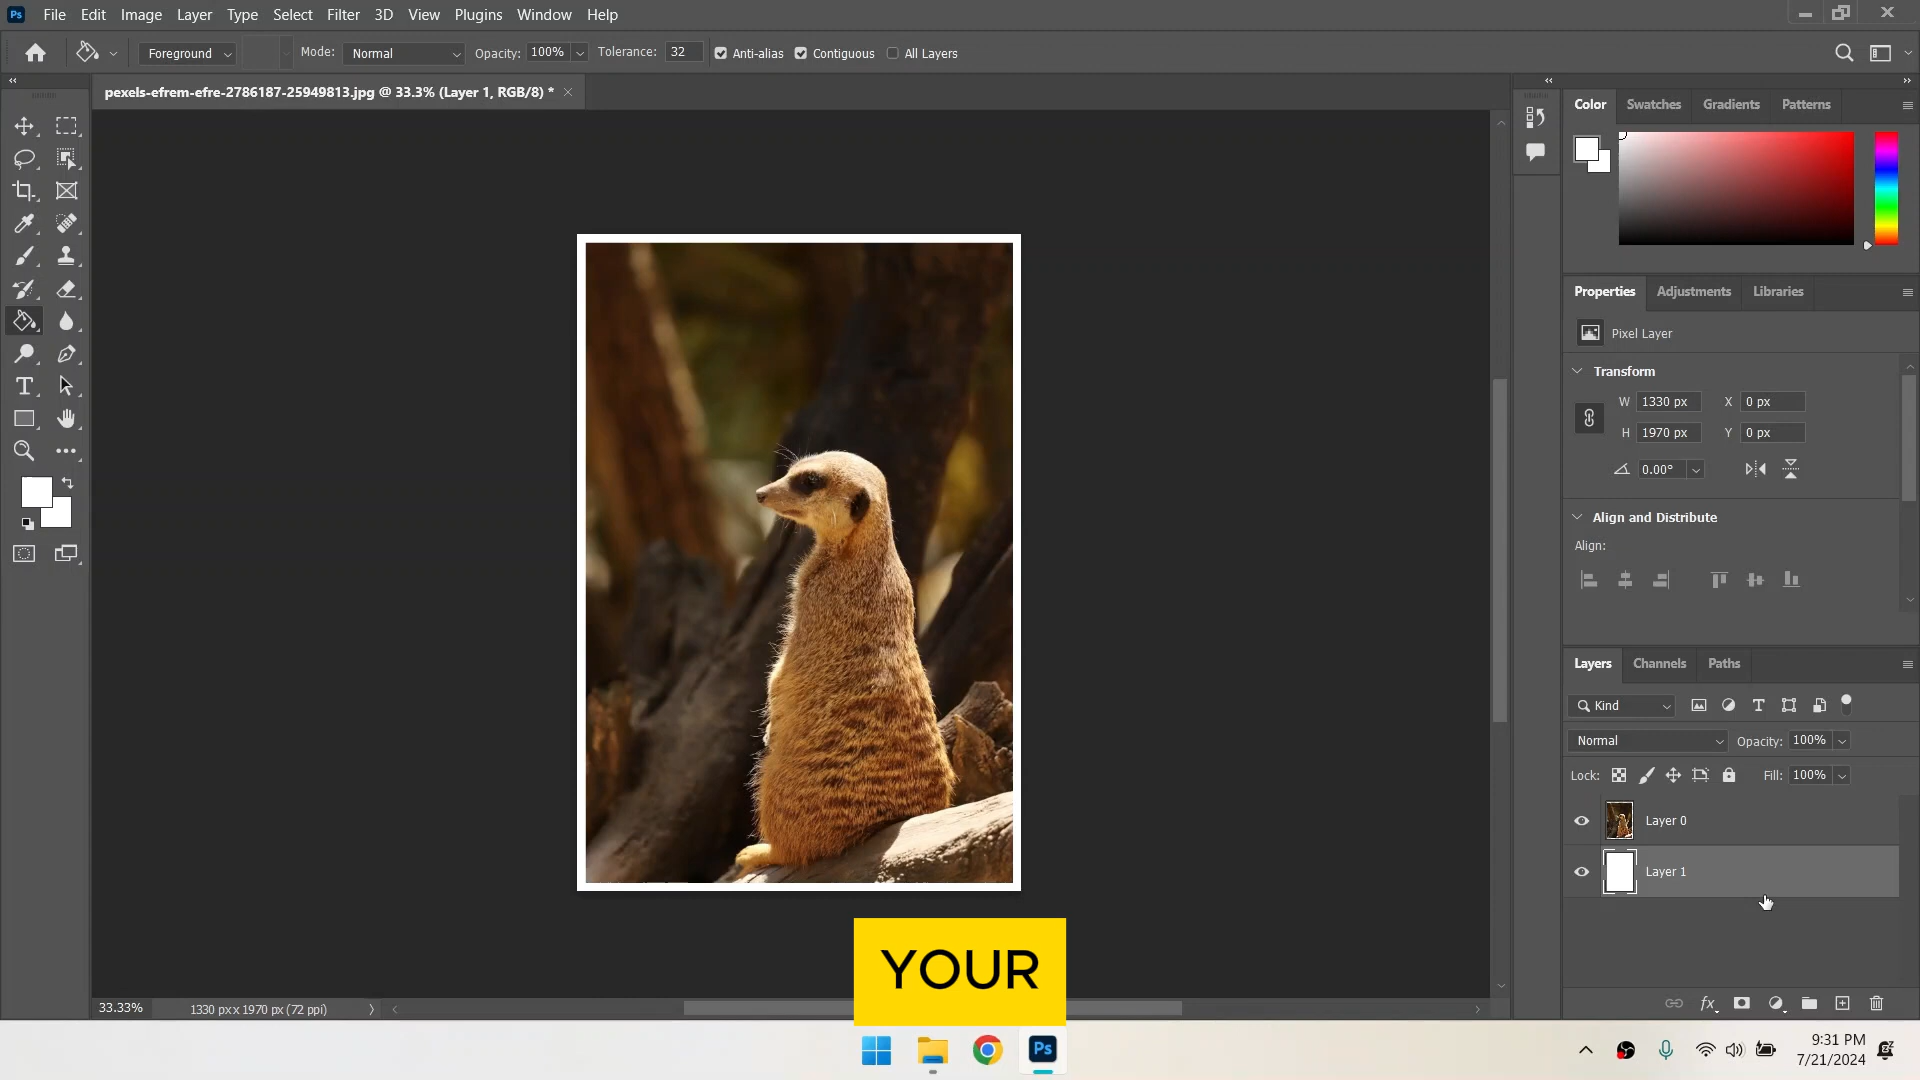 Ps File Edit Image Layer Type Select Filter 3D View Plugins Window Help
Foreground Mode: Normal Opacity: 100% Tolerance: 32 Anti-alias Contiguous All Layers
pexels-efrem-efre-2786187-25949813.jpg @ 33.3% (Layer 1, RGB/8) *
Color Swatches Gradients Patterns
Properties Adjustments Libraries
Pixel Layer
Transform
W 1330 px X 0 px
H 1970 px Y 0 px
0.00°
Align and Distribute
Align:
Layers Channels Paths
Kind
Normal Opacity: 100%
Lock: Fill: 100%
Layer 0
Layer 1
YOUR
33.33% 1330 px x 1970 px (72 ppi)
fx
Ps
9:31 PM
7/21/2024